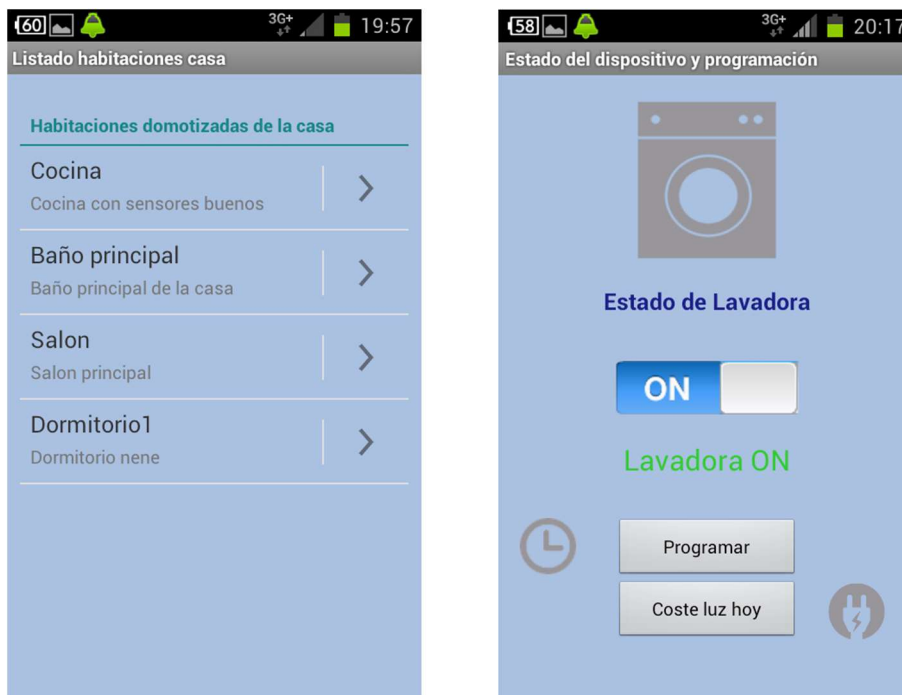 60 3G+ 19:57
Listado habitaciones casa
Habitaciones domotizadas de la casa
Cocina
Cocina con sensores buenos
Baño principal
Baño principal de la casa
Salon
Salon principal
Dormitorio1
Dormitorio nene
58 3G+ 20:17
Estado del dispositivo y programación
Estado de Lavadora
ON
Lavadora ON
Programar
Coste luz hoy